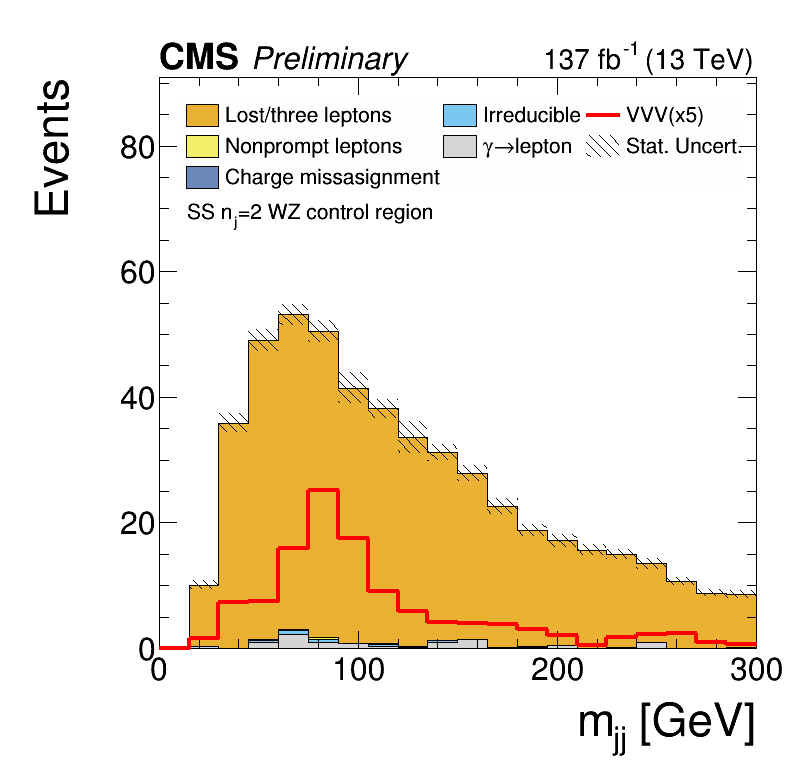 CMS Preliminary 137 fb-1 (13 TeV)
Events
Lost/three leptons Irreducible VVV(x5)
Nonprompt leptons γ→lepton Stat. Uncert.
Charge missasignment
SS nj=2 WZ control region
80
60
40
20
0
0 100 200 300
mjj [GeV]